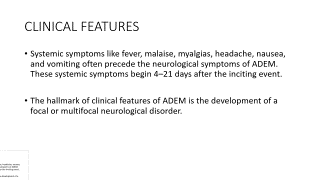 CLINICAL FEATURES
• Systemic symptoms like fever, malaise, myalgias, headache, nausea,
and vomiting often precede the neurological symptoms of ADEM.
These systemic symptoms begin 4–21 days after the inciting event.
• The hallmark of clinical features of ADEM is the development of a
focal or multifocal neurological disorder.